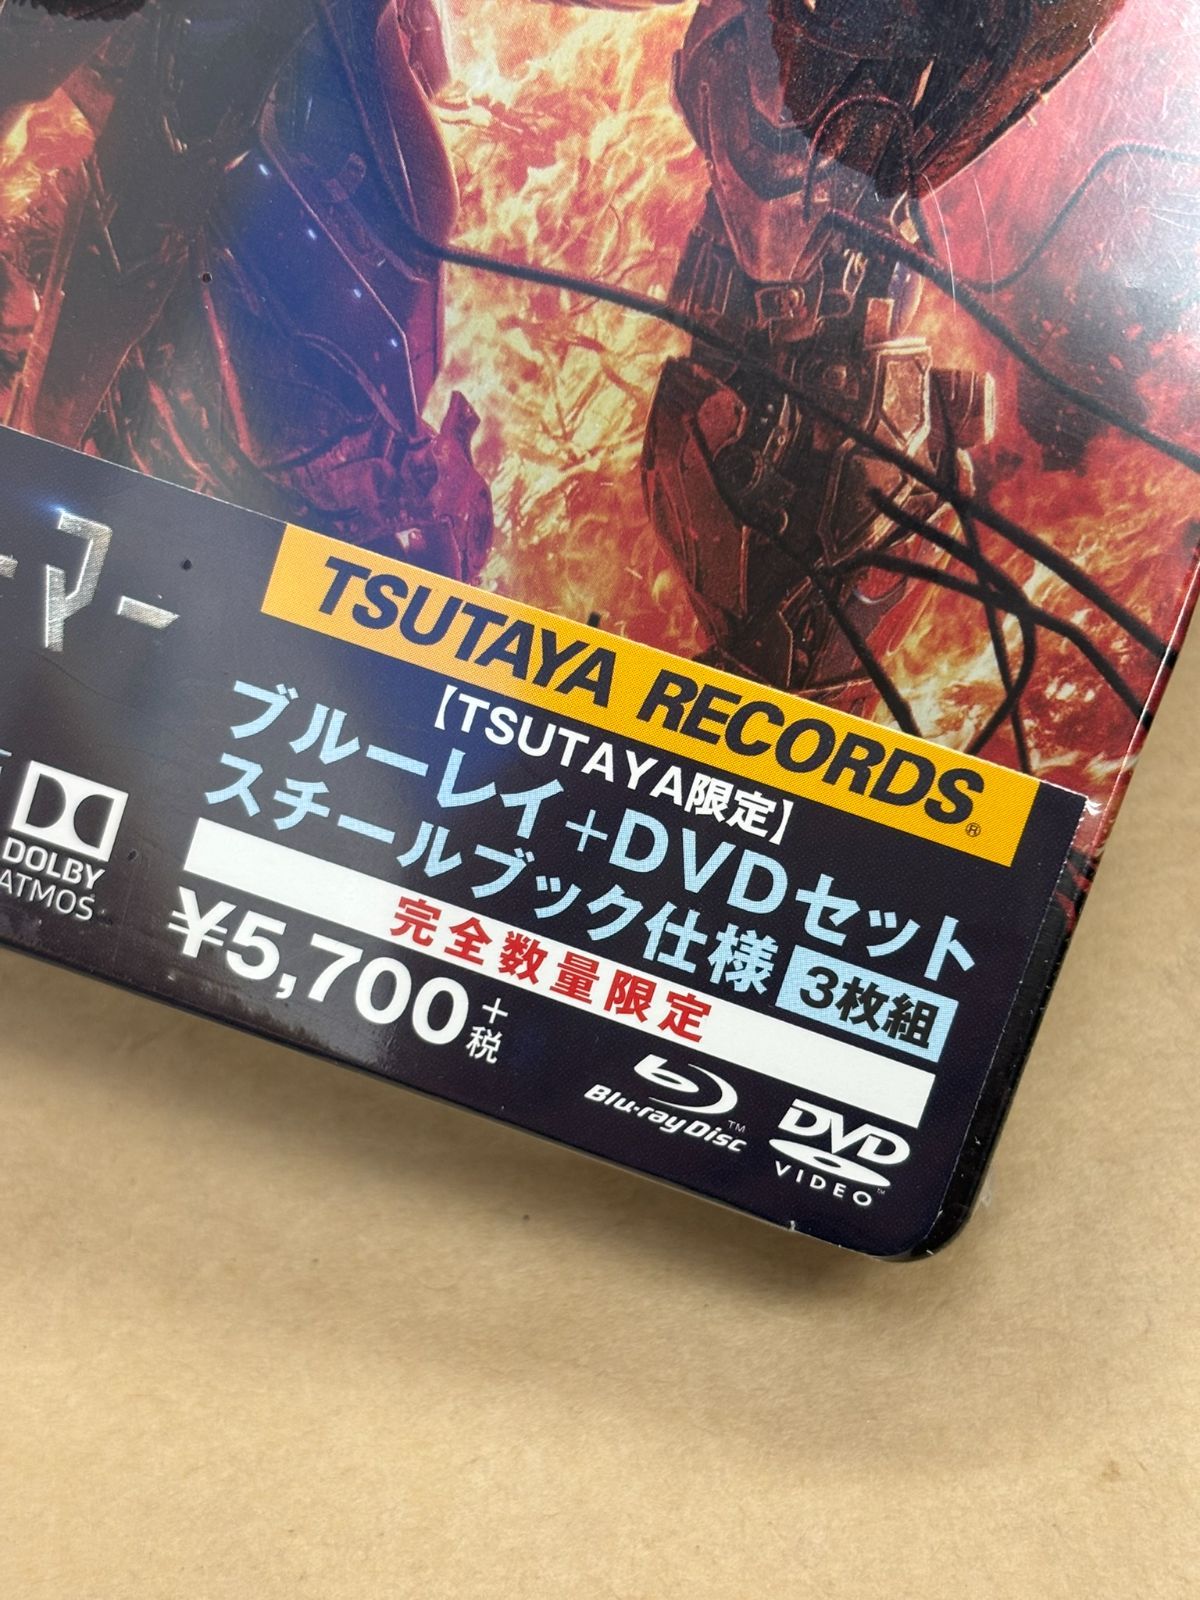 ーマー
TSUTAYA RECORDS®
【TSUTAYA限定】
ブルーレイ+DVDセット
スチールブック仕様 3枚組
完全数量限定
¥5,700+税
DOLBY
ATMOS
Blu-ray Disc™
DVD
VIDEO™